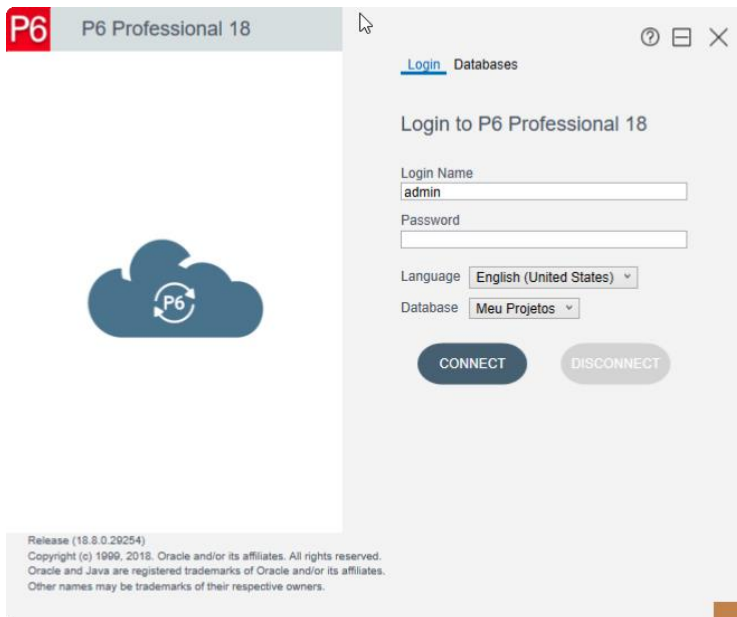 P6 P6 Professional 18
Login Databases
Login to P6 Professional 18
Login Name
admin
Password
Language English (United States)
Database Meu Projetos
P6
CONNECT DISCONNECT
Release (18.8.0.29254)
Copyright (c) 1999, 2018. Oracle and/or its affiliates. All rights reserved.
Oracle and Java are registered trademarks of Oracle and/or its affiliates.
Other names may be trademarks of their respective owners.